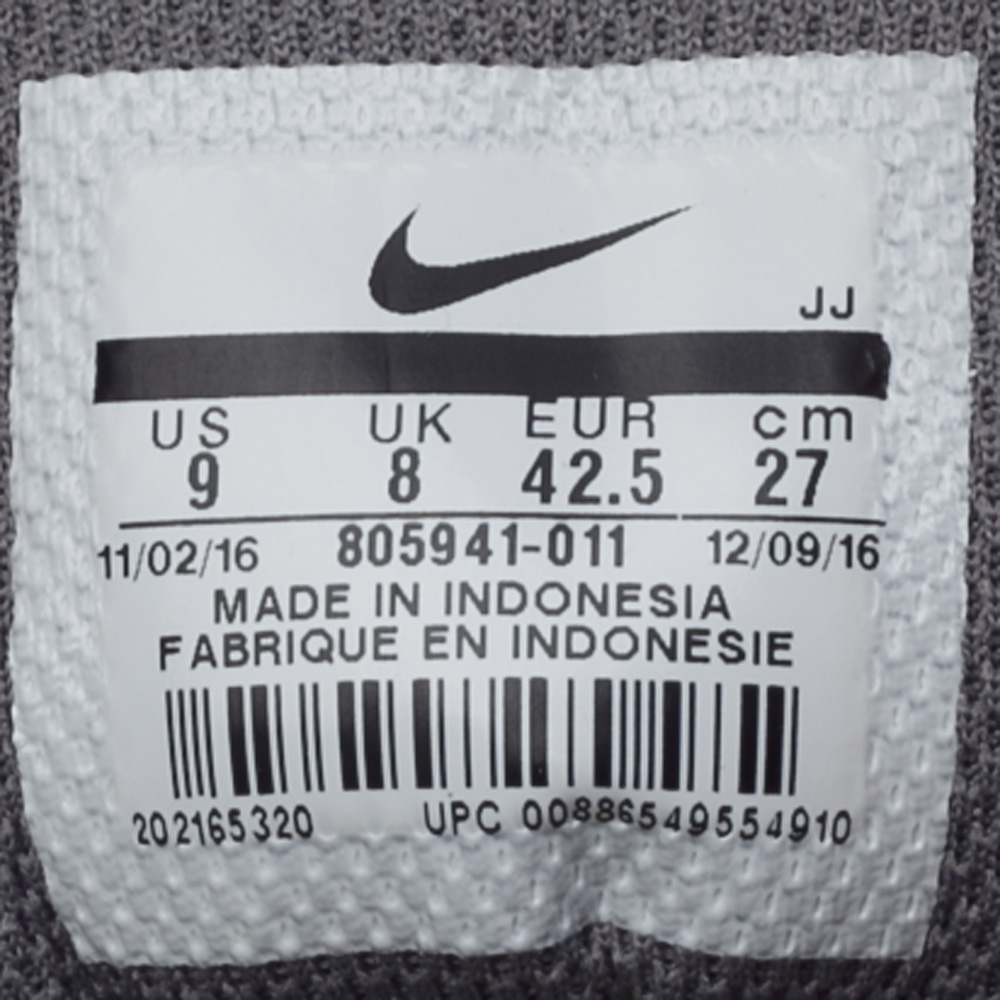 JJ
US UK EUR cm
9 8 42.5 27
11/02/16 805941-011 12/09/16
MADE IN INDONESIA
FABRIQUE EN INDONESIE
202165320 UPC 00886549554910